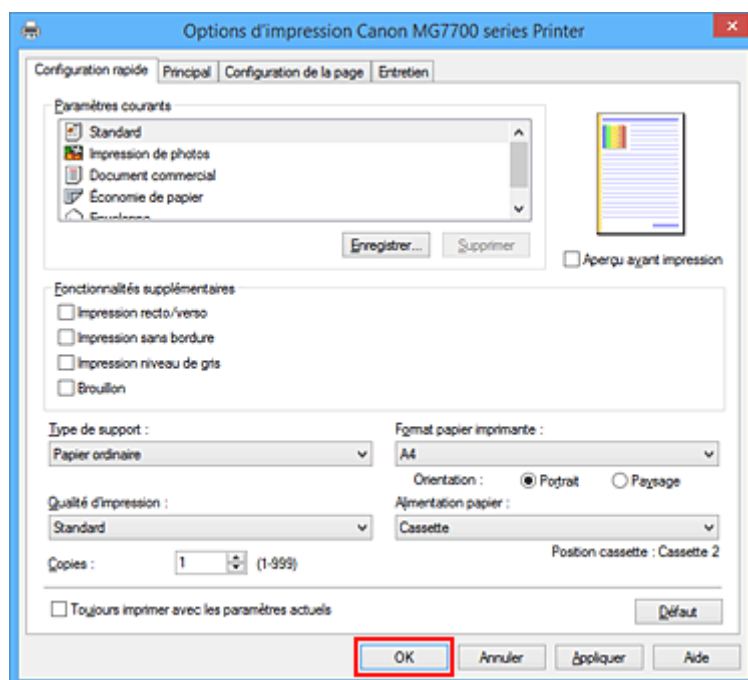 Options d'impression Canon MG7700 series Printer
Configuration rapide Principal Configuration de la page Entretien
Paramètres courants
Standard
Impression de photos
Document commercial
Économie de papier
Enregistrer... Supprimer
Aperçu avant impression
Fonctionnalités supplémentaires
Impression recto/verso
Impression sans bordure
Impression niveau de gris
Brouillon
Type de support : Format papier imprimante :
Papier ordinaire A4
Orientation : Portrait Paysage
Qualité d'impression : Alimentation papier :
Standard Cassette
Position cassette : Cassette 2
Copies : 1 (1-999)
Toujours imprimer avec les paramètres actuels Défaut
OK Annuler Appliquer Aide